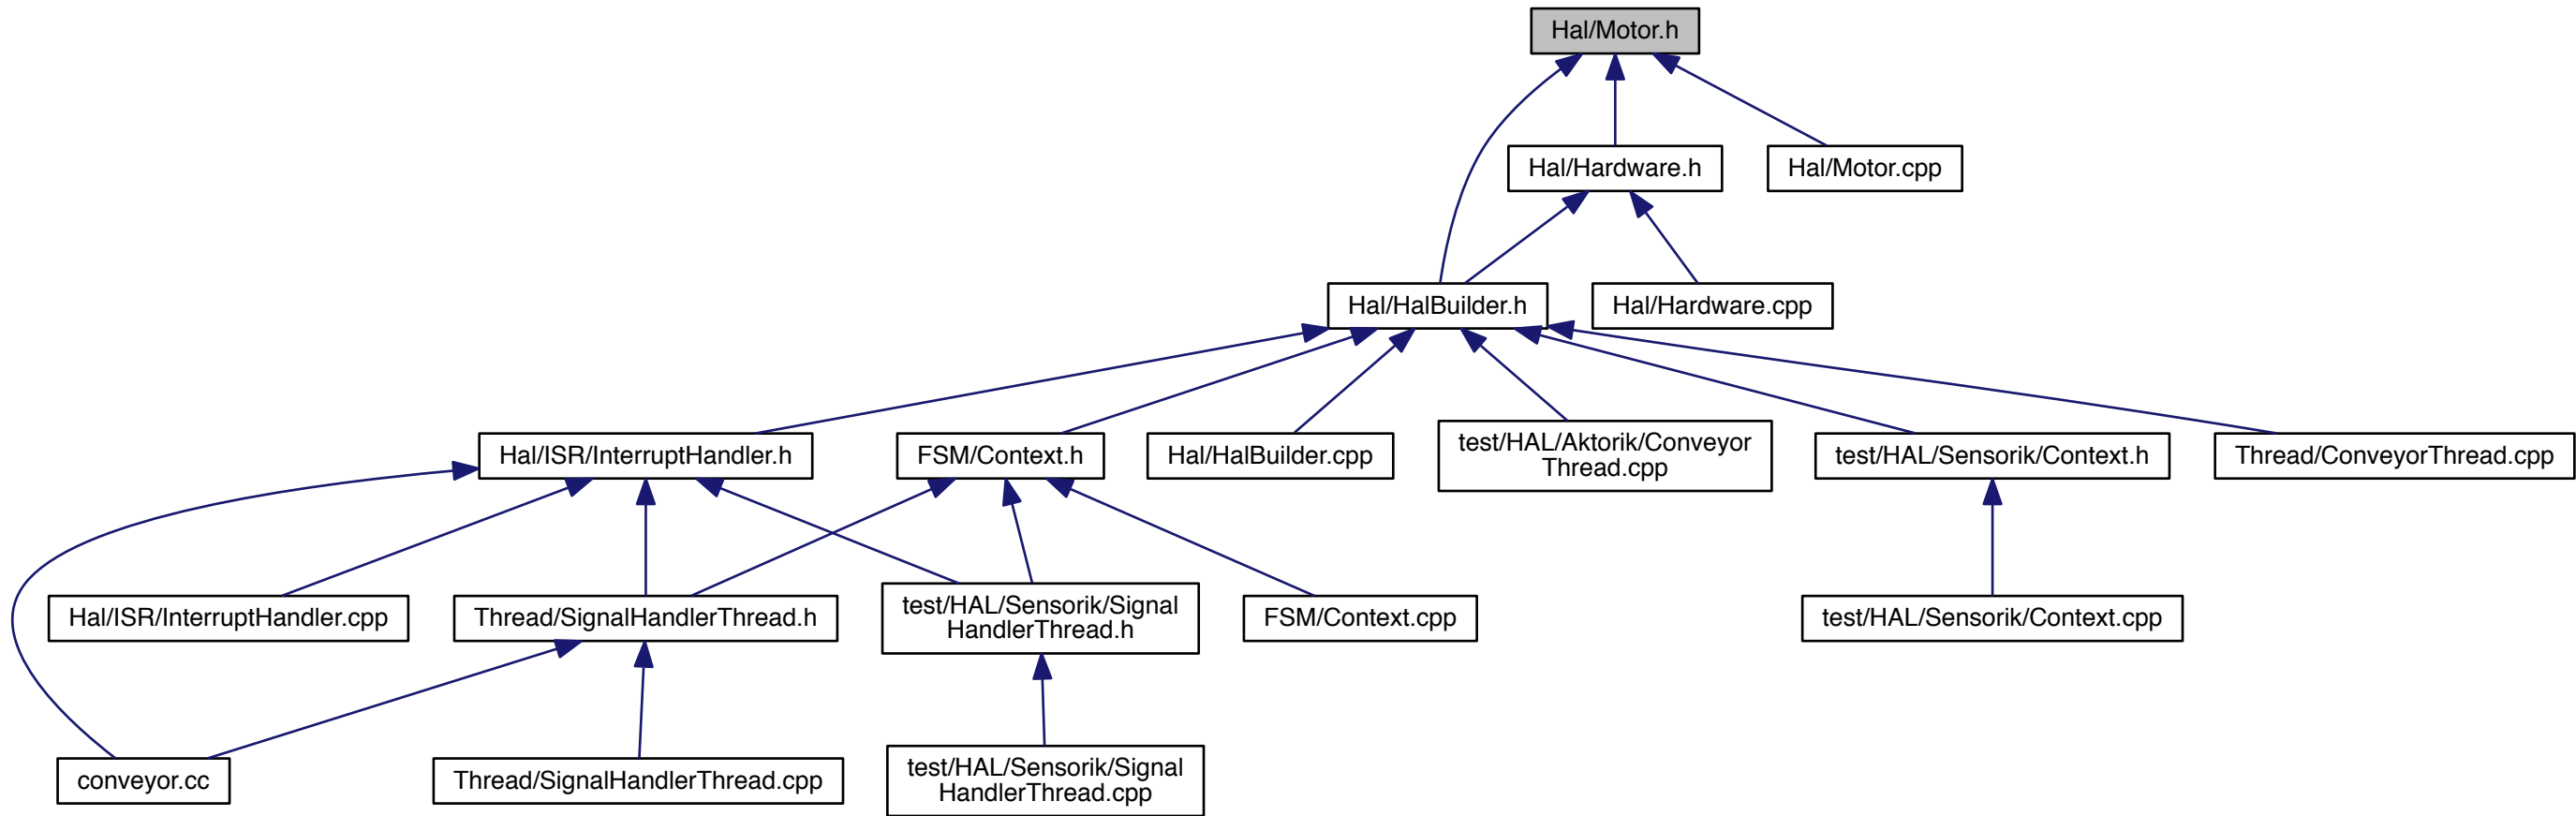 Hal/Motor.h
Hal/Hardware.h
Hal/Motor.cpp
Hal/HalBuilder.h
Hal/Hardware.cpp
Hal/ISR/InterruptHandler.h
FSM/Context.h
Hal/HalBuilder.cpp
test/HAL/Aktorik/Conveyor
Thread.cpp
test/HAL/Sensorik/Context.h
Thread/ConveyorThread.cpp
Hal/ISR/InterruptHandler.cpp
Thread/SignalHandlerThread.h
test/HAL/Sensorik/Signal
HandlerThread.h
FSM/Context.cpp
test/HAL/Sensorik/Context.cpp
conveyor.cc
Thread/SignalHandlerThread.cpp
test/HAL/Sensorik/Signal
HandlerThread.cpp